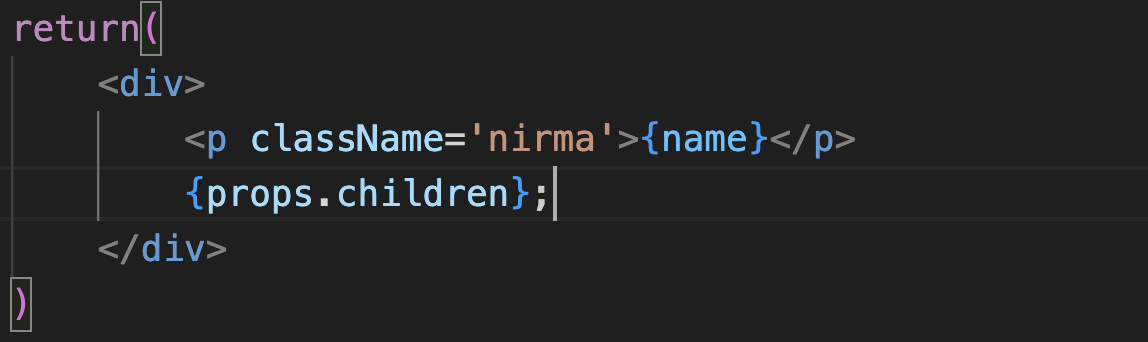 return(
    <div>
        <p className='nirma'>{name}</p>
        {props.children};
    </div>
)